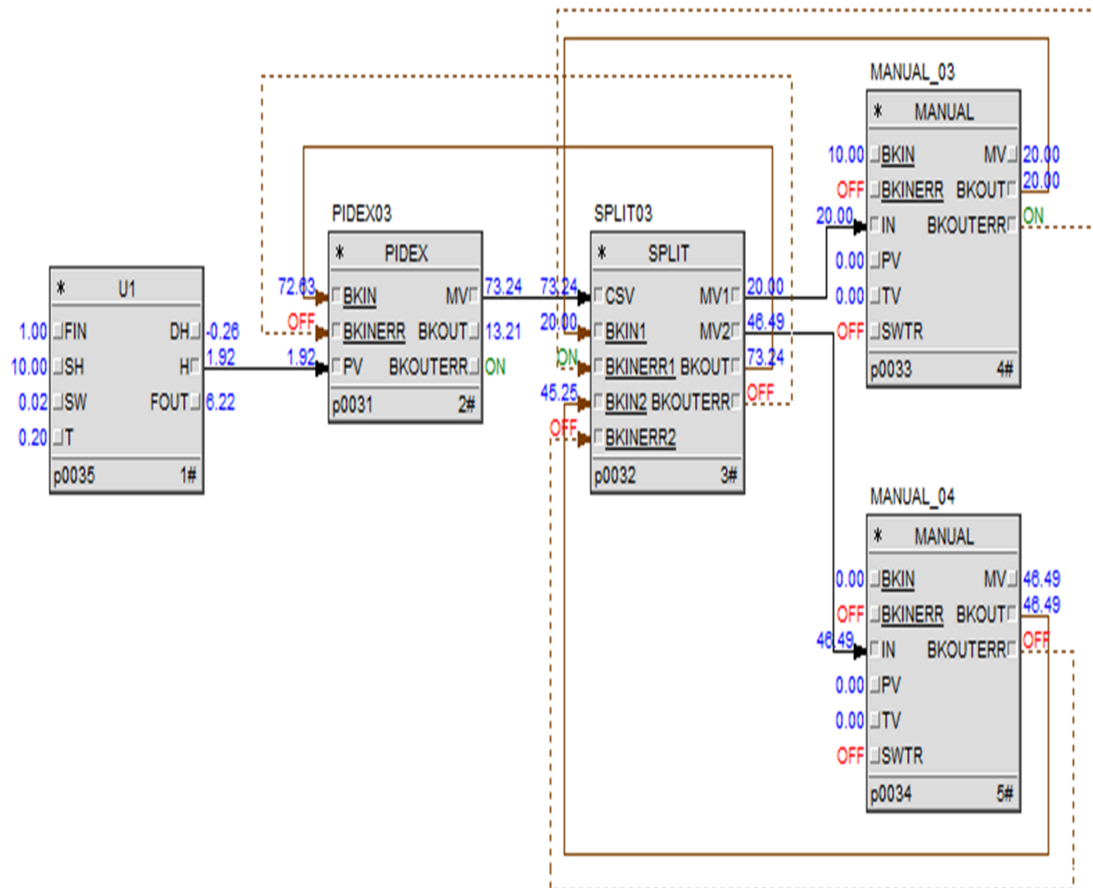 MANUAL_03
* MANUAL
10.00 BKIN MV 20.00
OFF BKINERR BKOUT 20.00
20.00 IN BKOUTERR ON
0.00 PV
0.00 TV
OFF SWTR
p0033 4#
PIDEX03
* PIDEX
72.63 BKIN MV 73.24
OFF BKINERR BKOUT 13.21
1.92 PV BKOUTERR ON
p0031 2#
SPLIT03
* SPLIT
73.24 CSV MV1 20.00
20.00 BKIN1 MV2 46.49
ON BKINERR1 BKOUT 73.24
45.25 BKIN2 BKOUTERR OFF
OFF BKINERR2
p0032 3#
* U1
1.00 FIN DH -0.26
10.00 SH H 1.92
0.02 SW FOUT 6.22
0.20 T
p0035 1#
MANUAL_04
* MANUAL
0.00 BKIN MV 46.49
OFF BKINERR BKOUT 46.49
46.49 IN BKOUTERR OFF
0.00 PV
0.00 TV
OFF SWTR
p0034 5#